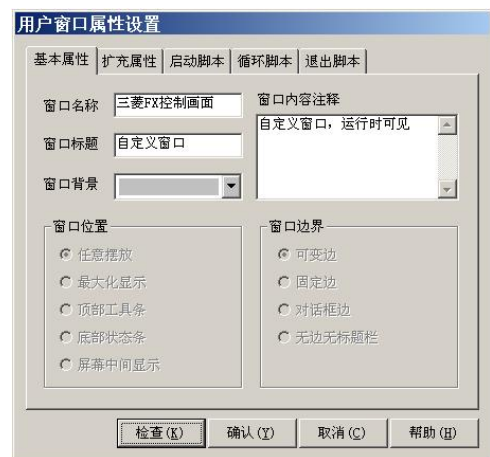 用户窗口属性设置
基本属性 扩充属性 启动脚本 循环脚本 退出脚本
窗口名称 三菱FX控制画面
窗口标题 自定义窗口
窗口背景
窗口内容注释
自定义窗口，运行时可见
窗口位置
任意摆放
最大化显示
顶部工具条
底部状态条
屏幕中间显示
窗口边界
可变边
固定边
对话框边
无边无标题栏
检查(K) 确认(Y) 取消(C) 帮助(H)